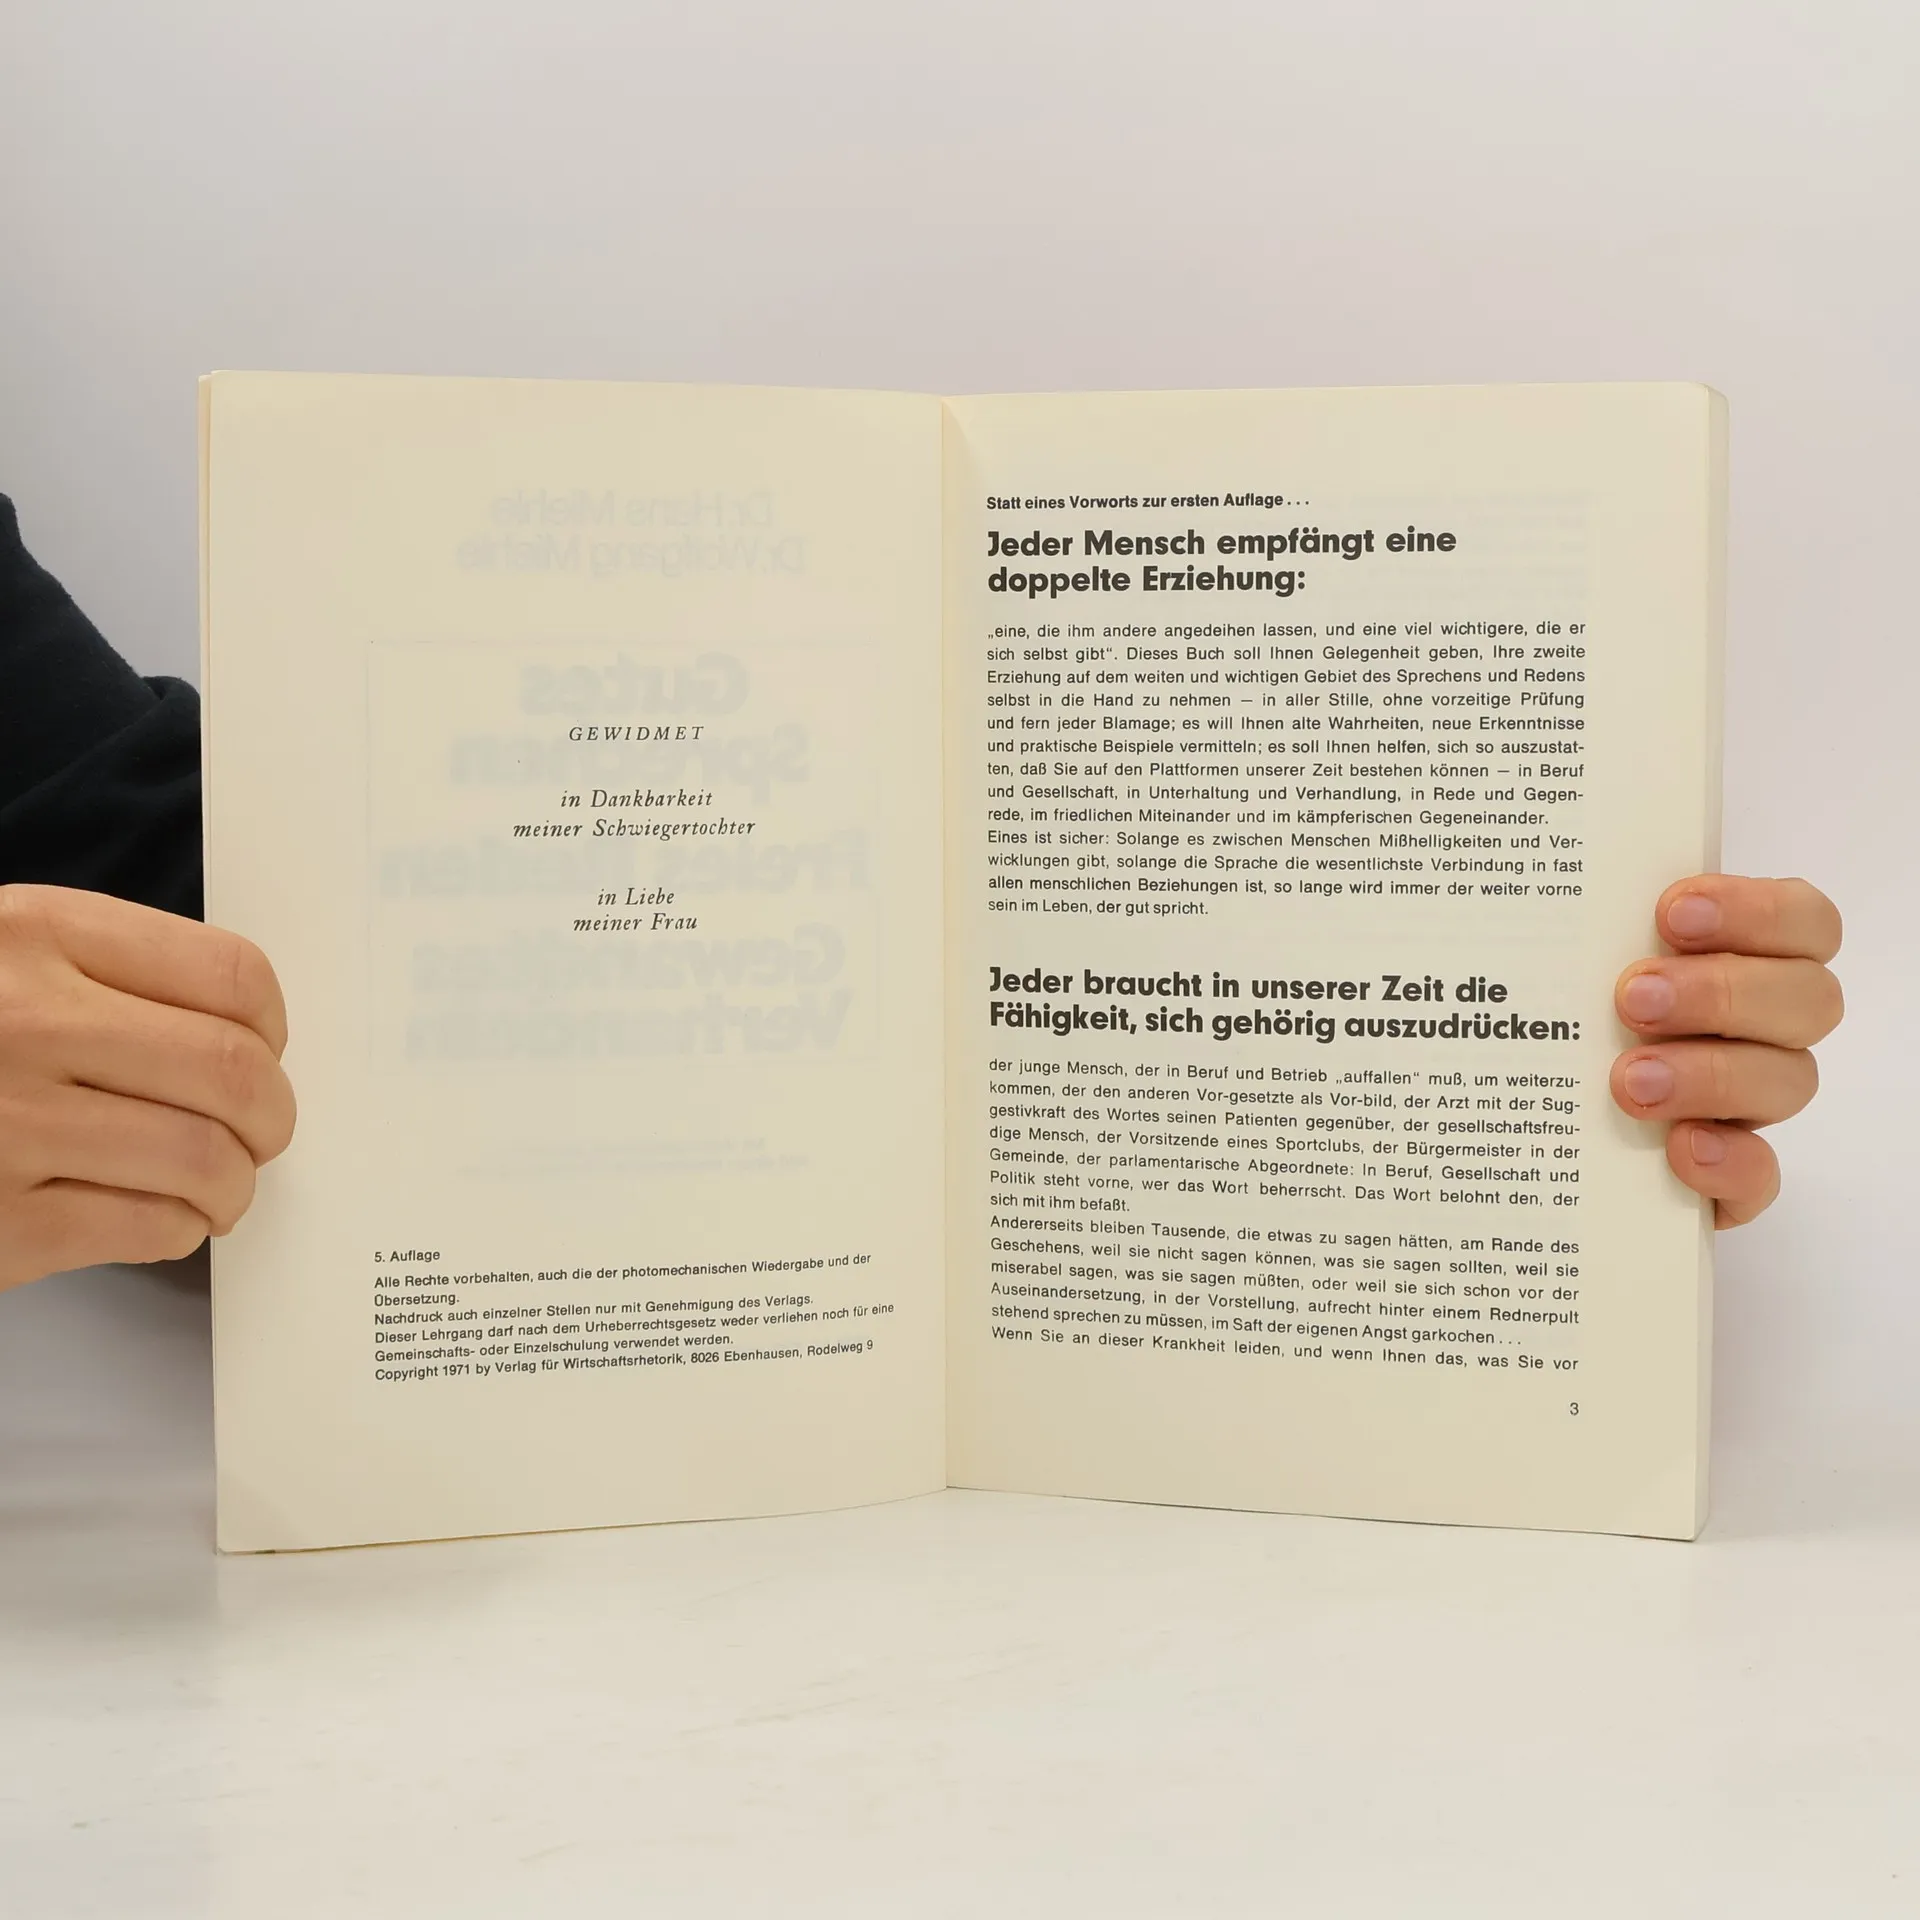 GEWIDMET
in Dankbarkeit
meiner Schwiegertochter
in Liebe
meiner Frau
5. Auflage
Alle Rechte vorbehalten, auch die der photomechanischen Wiedergabe und der
Übersetzung.
Nachdruck auch einzelner Stellen nur mit Genehmigung des Verlags.
Dieser Lehrgang darf nach dem Urheberrechtsgesetz weder verliehen noch für eine
Gemeinschafts- oder Einzelschulung verwendet werden.
Copyright 1971 by Verlag für Wirtschaftsrhetorik, 8026 Ebenhausen, Rodelweg 9
Statt eines Vorworts zur ersten Auflage . . .
Jeder Mensch empfängt eine
doppelte Erziehung:
„eine, die ihm andere angedeihen lassen, und eine viel wichtigere, die er
sich selbst gibt“. Dieses Buch soll Ihnen Gelegenheit geben, Ihre zweite
Erziehung auf dem weiten und wichtigen Gebiet des Sprechens und Redens
selbst in die Hand zu nehmen — in aller Stille, ohne vorzeitige Prüfung
und fern jeder Blamage; es will Ihnen alte Wahrheiten, neue Erkenntnisse
und praktische Beispiele vermitteln; es soll Ihnen helfen, sich so auszustat-
ten, daß Sie auf den Plattformen unserer Zeit bestehen können — in Beruf
und Gesellschaft, in Unterhaltung und Verhandlung, in Rede und Gegen-
rede, im friedlichen Miteinander und im kämpferischen Gegeneinander.
Eines ist sicher: Solange es zwischen Menschen Mißhelligkeiten und Ver-
wicklungen gibt, solange die Sprache die wesentlichste Verbindung in fast
allen menschlichen Beziehungen ist, so lange wird immer der weiter vorne
sein im Leben, der gut spricht.
Jeder braucht in unserer Zeit die
Fähigkeit, sich gehörig auszudrücken:
der junge Mensch, der in Beruf und Betrieb „auffallen“ muß, um weiterzu-
kommen, der den anderen Vor-gesetzte als Vor-bild, der Arzt mit der Sug-
gestivkraft des Wortes seinen Patienten gegenüber, der gesellschaftsfreu-
dige Mensch, der Vorsitzende eines Sportclubs, der Bürgermeister in der
Gemeinde, der parlamentarische Abgeordnete: In Beruf, Gesellschaft und
Politik steht vorne, wer das Wort beherrscht. Das Wort belohnt den, der
sich mit ihm befaßt.
Andererseits bleiben Tausende, die etwas zu sagen hätten, am Rande des
Geschehens, weil sie nicht sagen können, was sie sagen sollten, weil sie
miserabel sagen, was sie sagen müßten, oder weil sie sich schon vor der
Auseinandersetzung, in der Vorstellung, aufrecht hinter einem Rednerpult
stehend sprechen zu müssen, im Saft der eigenen Angst garkochen . . .
Wenn Sie an dieser Krankheit leiden, und wenn Ihnen das, was Sie vor
3